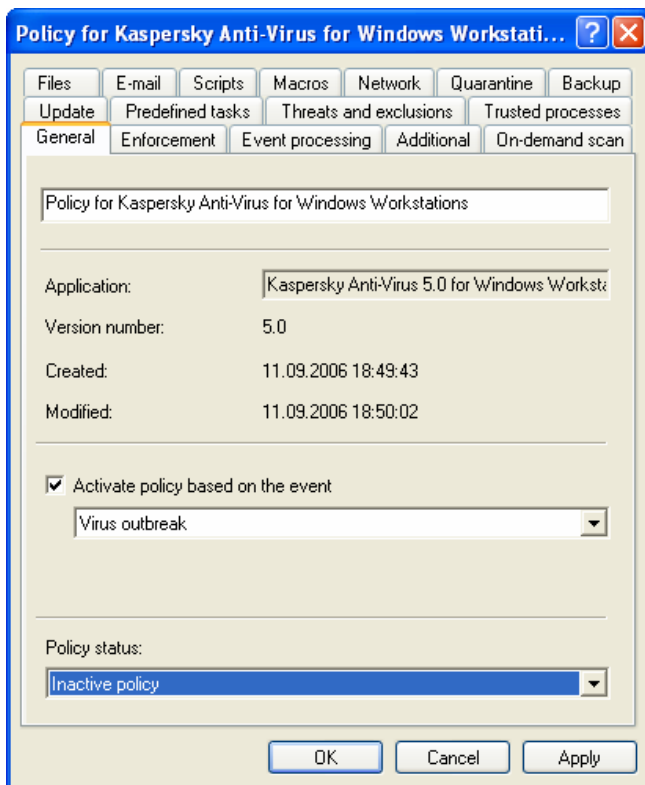 Policy for Kaspersky Anti-Virus for Windows Workstati...
Files E-mail Scripts Macros Network Quarantine Backup
Update Predefined tasks Threats and exclusions Trusted processes
General Enforcement Event processing Additional On-demand scan
Policy for Kaspersky Anti-Virus for Windows Workstations
Application: Kaspersky Anti-Virus 5.0 for Windows Worksta
Version number: 5.0
Created: 11.09.2006 18:49:43
Modified: 11.09.2006 18:50:02
Activate policy based on the event
Virus outbreak
Policy status:
Inactive policy
OK Cancel Apply